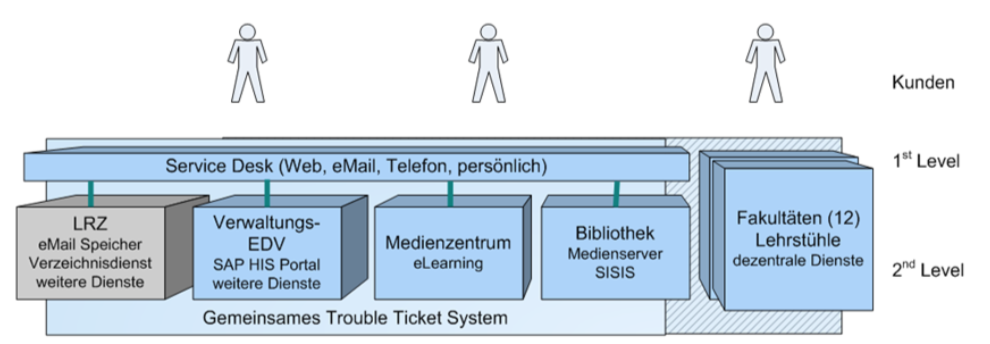 Kunden
Service Desk (Web, eMail, Telefon, persönlich)
1st Level
LRZ
eMail Speicher
Verzeichnisdienst
weitere Dienste
Verwaltungs-
EDV
SAP HIS Portal
weitere Dienste
Medienzentrum
eLearning
Bibliothek
Medienserver
SISIS
Fakultäten (12)
Lehrstühle
dezentrale Dienste
2nd Level
Gemeinsames Trouble Ticket System